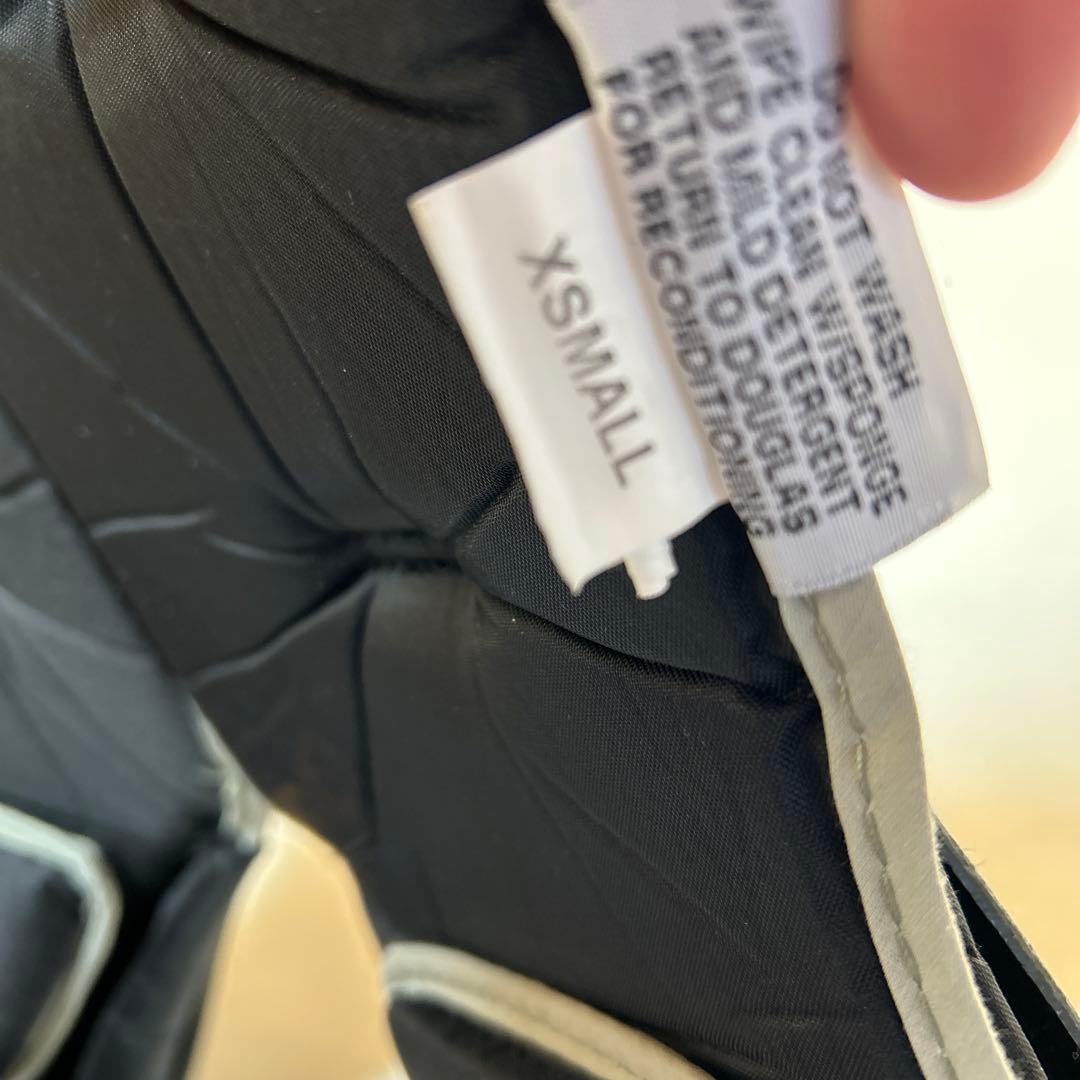 DO NOT WASH
WIPE CLEAN W/SPONGE
AND MILD DETERGENT
RETURN TO DOUGLAS
FOR RECONDITIONING
XSMALL